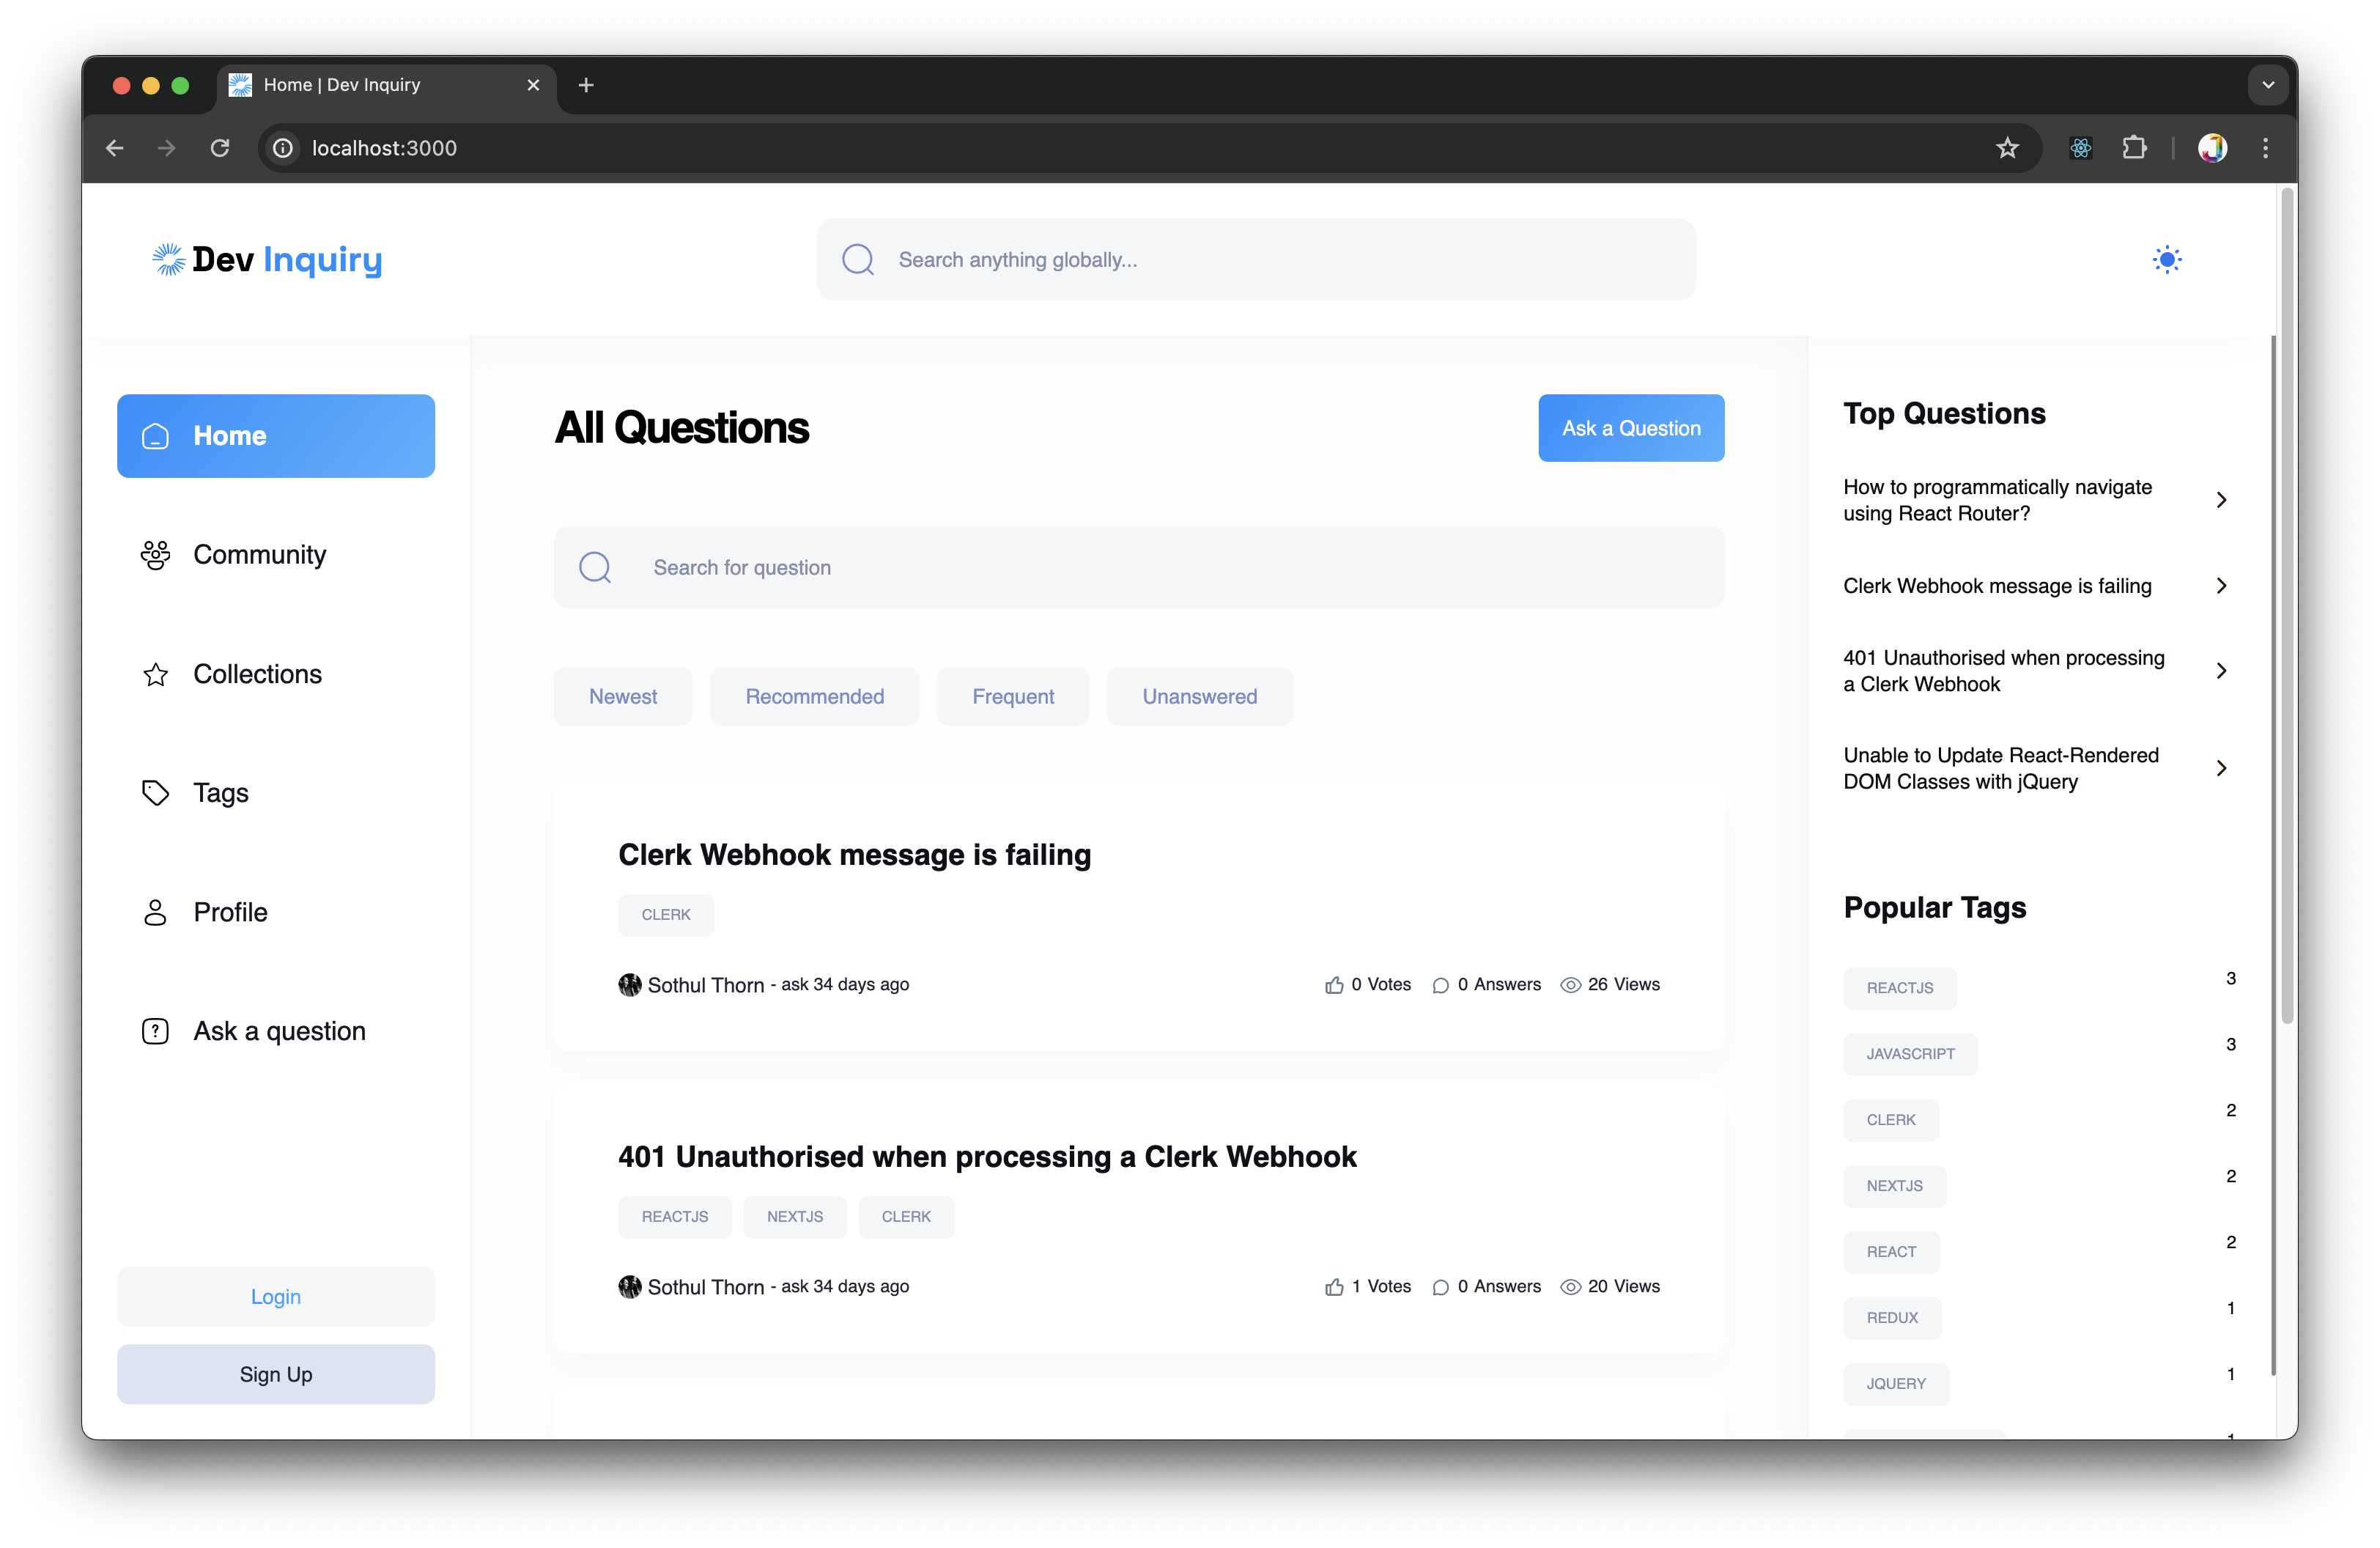 Home | Dev Inquiry
localhost:3000
Dev Inquiry
Search anything globally...
Home
Community
Collections
Tags
Profile
Ask a question
Login
Sign Up
All Questions
Ask a Question
Search for question
Newest
Recommended
Frequent
Unanswered
Clerk Webhook message is failing
CLERK
Sothul Thorn - ask 34 days ago
0 Votes
0 Answers
26 Views
401 Unauthorised when processing a Clerk Webhook
REACTJS
NEXTJS
CLERK
Sothul Thorn - ask 34 days ago
1 Votes
0 Answers
20 Views
Top Questions
How to programmatically navigate
using React Router?
Clerk Webhook message is failing
401 Unauthorised when processing
a Clerk Webhook
Unable to Update React-Rendered
DOM Classes with jQuery
Popular Tags
REACTJS 3
JAVASCRIPT 3
CLERK 2
NEXTJS 2
REACT 2
REDUX 1
JQUERY 1
1